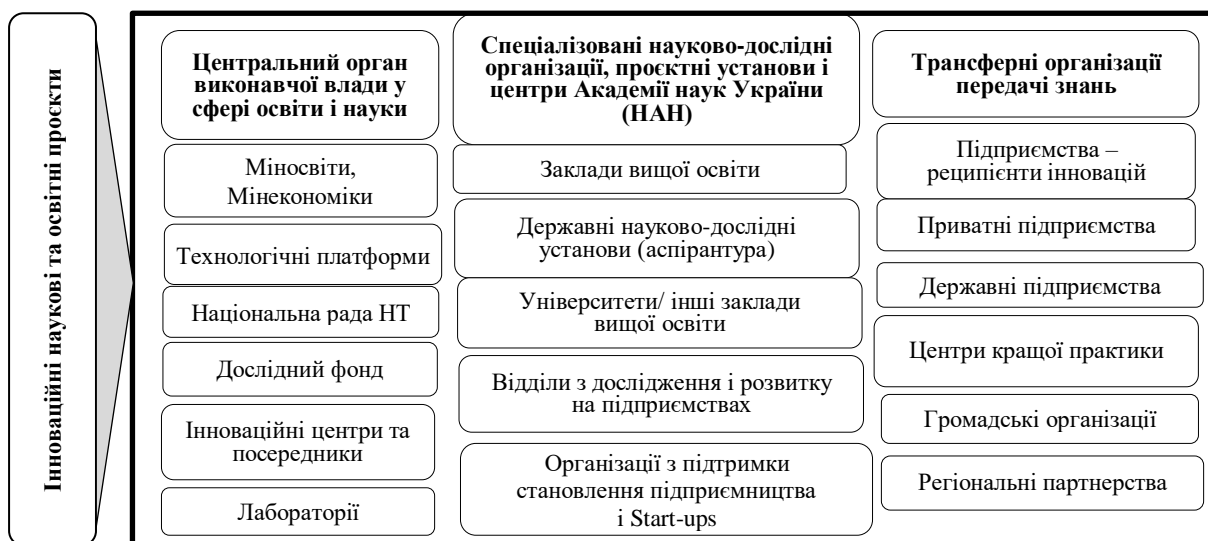 Інноваційні наукові та освітні проєкти
Центральний орган
виконавчої влади у
сфері освіти і науки
Міносвіти,
Мінекономіки
Технологічні платформи
Національна рада НТ
Дослідний фонд
Інноваційні центри та
посередники
Лабораторії
Спеціалізовані науково-дослідні
організації, проєктні установи і
центри Академії наук України
(НАН)
Заклади вищої освіти
Державні науково-дослідні
установи (аспірантура)
Університети/ інші заклади
вищої освіти
Відділи з дослідження і розвитку
на підприємствах
Організації з підтримки
становлення підприємництва
і Start-ups
Трансферні організації
передачі знань
Підприємства –
реципієнти інновацій
Приватні підприємства
Державні підприємства
Центри кращої практики
Громадські організації
Регіональні партнерства